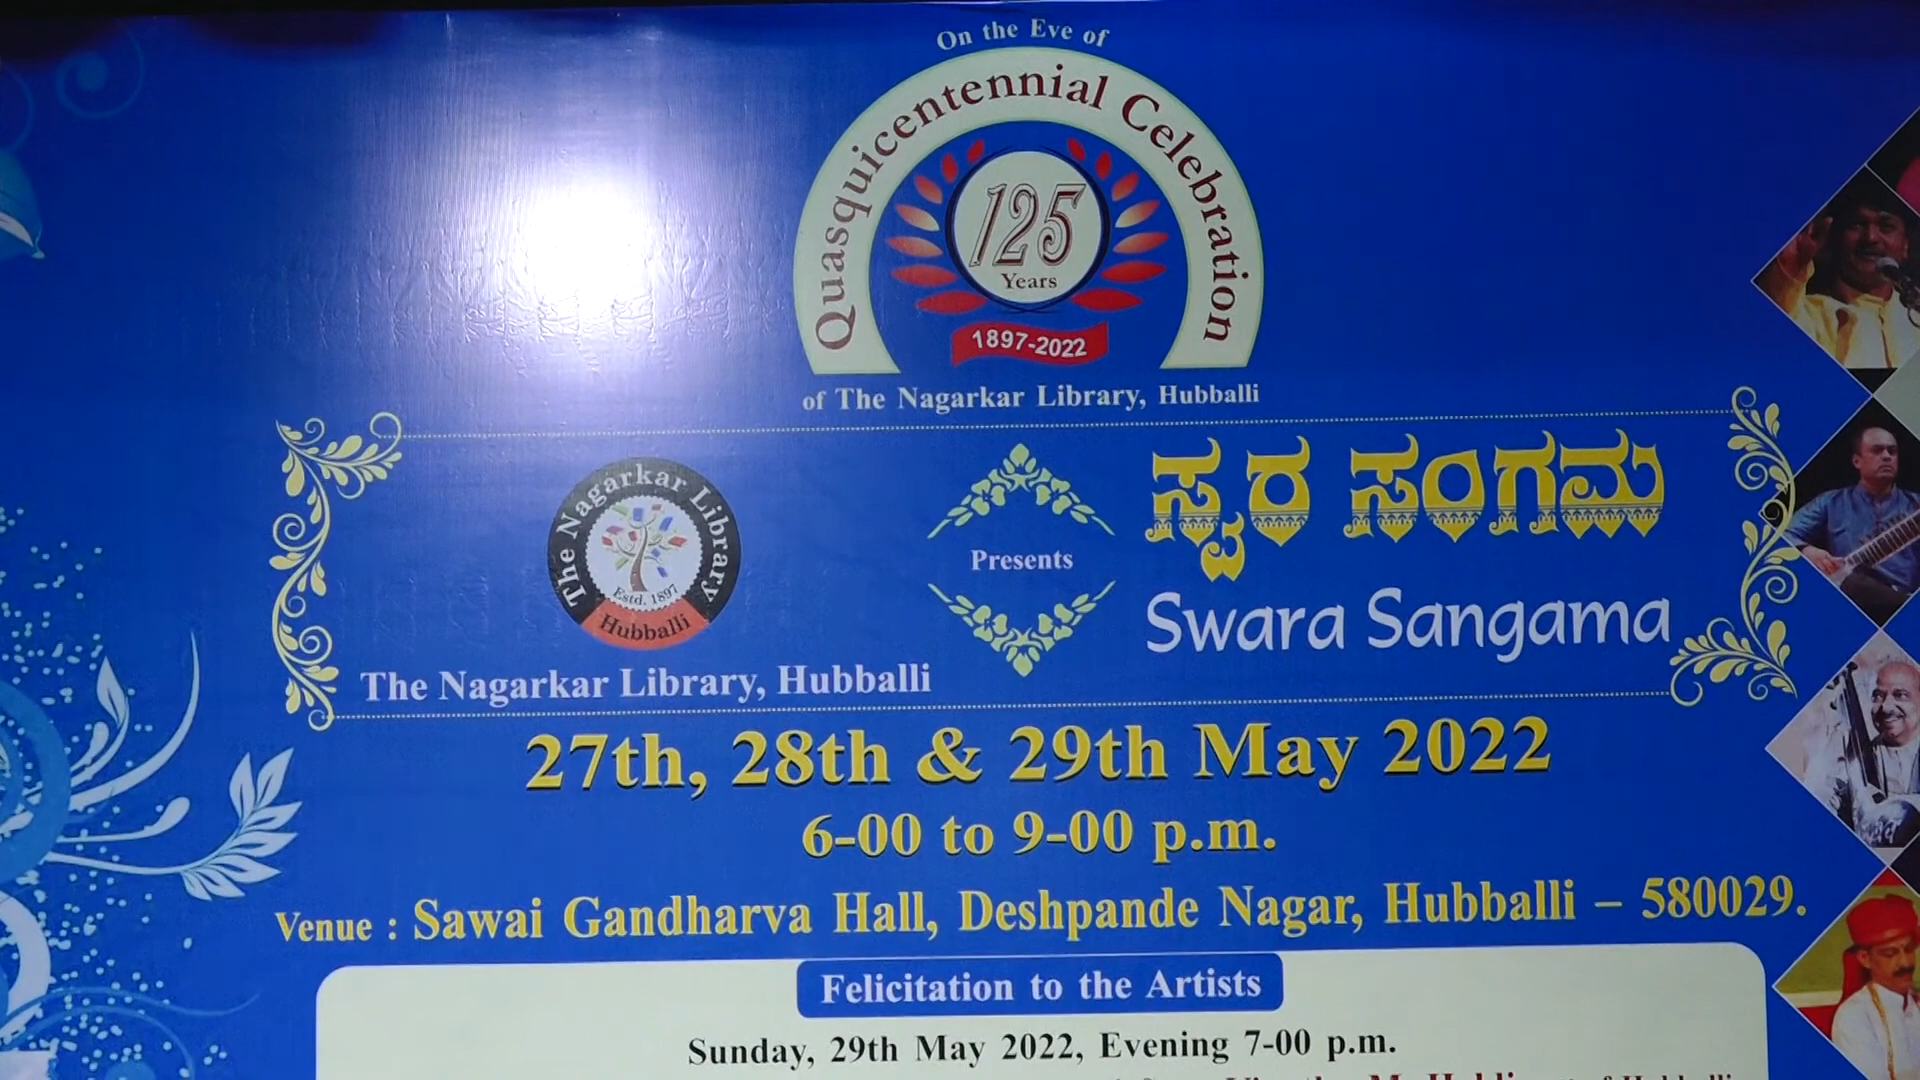 On the Eve of
Quasquicentennial Celebration
125
Years
1897-2022
of The Nagarkar Library, Hubballi
The Nagarkar Library
Estd. 1897
Hubballi
The Nagarkar Library, Hubballi
Presents
ಸ್ವರ ಸಂಗಮ
Swara Sangama
27th, 28th & 29th May 2022
6-00 to 9-00 p.m.
Venue : Sawai Gandharva Hall, Deshpande Nagar, Hubballi – 580029.
Felicitation to the Artists
Sunday, 29th May 2022, Evening 7-00 p.m.